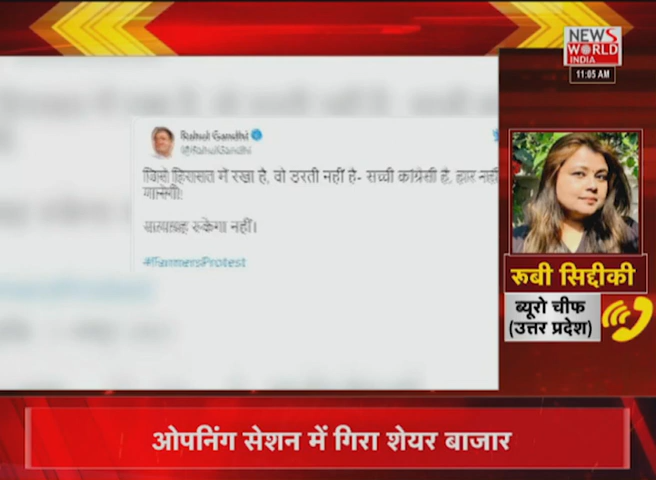 NEWS
WORLD
INDIA
11:05 AM
Rahul Gandhi
@RahulGandhi
जिसे हिरासत में रखा है, वो डरती नहीं है- सच्ची कांग्रेसी है, हार नहीं
मानेगी!
सत्याग्रह रुकेगा नहीं।
#FarmersProtest
रूबी सिद्दीकी
ब्यूरो चीफ
(उत्तर प्रदेश)
ओपनिंग सेशन में गिरा शेयर बाजार